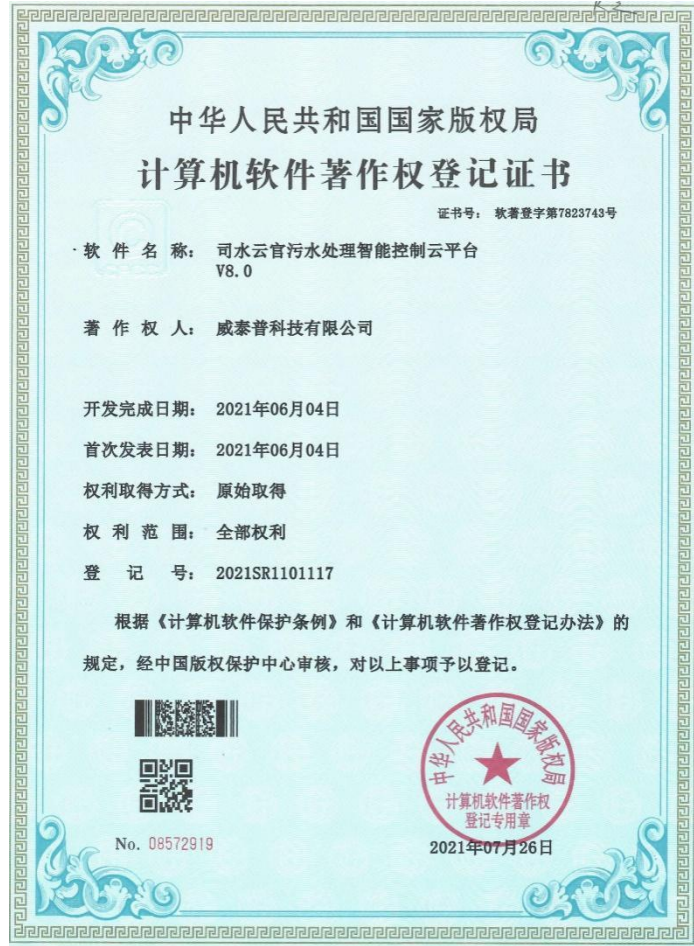 中华人民共和国国家版权局
计算机软件著作权登记证书
证书号： 软著登字第7823743号
软件名称： 司水云官污水处理智能控制云平台
V8.0
著作权人： 威泰普科技有限公司
开发完成日期： 2021年06月04日
首次发表日期： 2021年06月04日
权利取得方式： 原始取得
权利范围： 全部权利
登记号： 2021SR1101117
根据《计算机软件保护条例》和《计算机软件著作权登记办法》的
规定，经中国版权保护中心审核，对以上事项予以登记。
中华人民共和国国家版权局
计算机软件著作权
登记专用章
No. 08572919
2021年07月26日